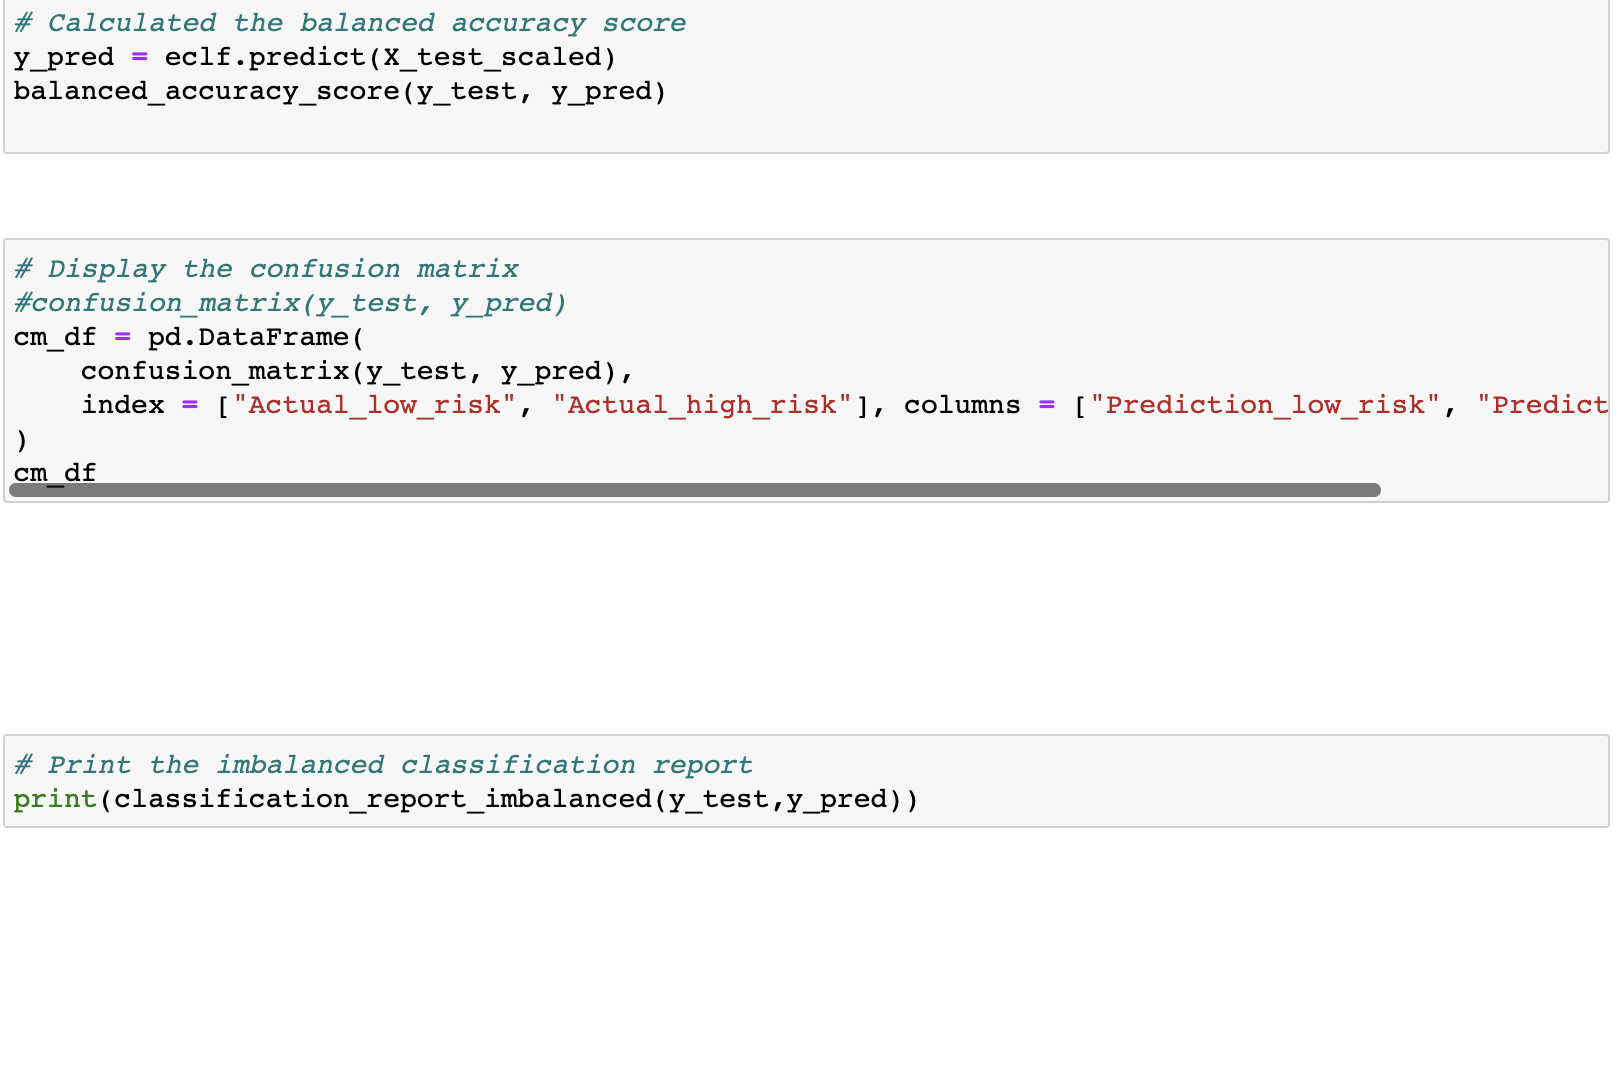 # Calculated the balanced accuracy score
y_pred = eclf.predict(X_test_scaled)
balanced_accuracy_score(y_test, y_pred)
# Display the confusion matrix
#confusion_matrix(y_test, y_pred)
cm_df = pd.DataFrame(
    confusion_matrix(y_test, y_pred),
    index = ["Actual_low_risk", "Actual_high_risk"], columns = ["Prediction_low_risk", "Predict
)
cm_df
# Print the imbalanced classification report
print(classification_report_imbalanced(y_test,y_pred))